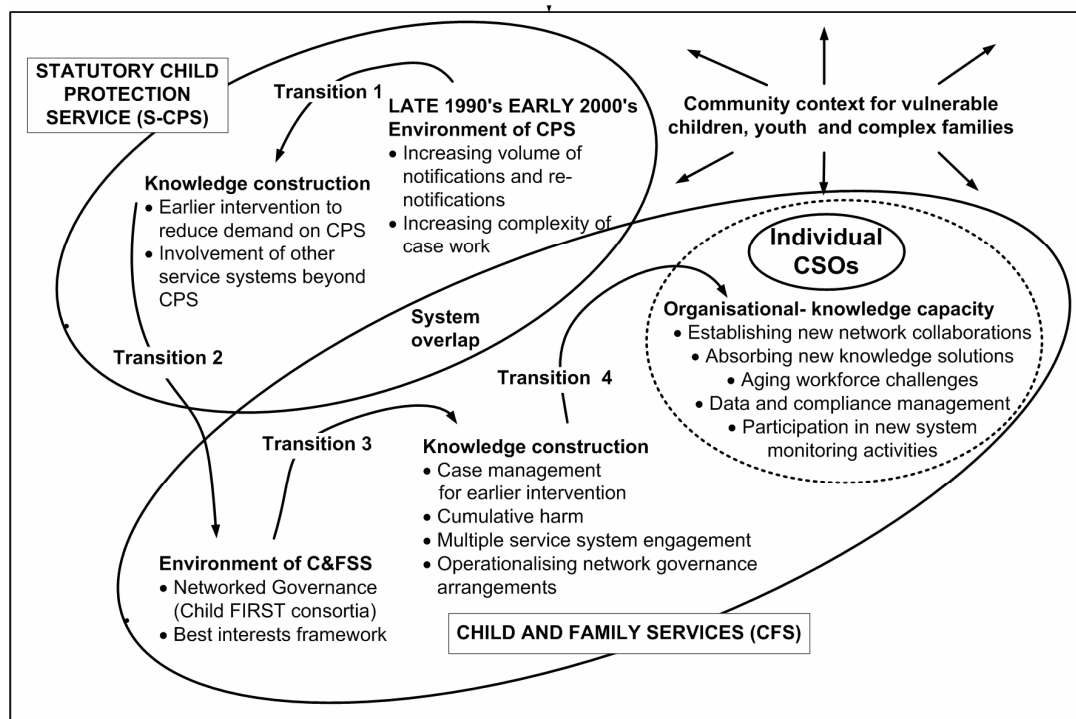 STATUTORY CHILD
PROTECTION
SERVICE (S-CPS)
Transition 1
LATE 1990's EARLY 2000's
Environment of CPS
• Increasing volume of
notifications and re-
notifications
• Increasing complexity of
case work
Knowledge construction
• Earlier intervention to
reduce demand on CPS
• Involvement of other
service systems beyond
CPS
Community context for vulnerable
children, youth and complex families
Individual
CSOs
Organisational- knowledge capacity
• Establishing new network collaborations
• Absorbing new knowledge solutions
• Aging workforce challenges
• Data and compliance management
• Participation in new system
monitoring activities
System
overlap
Transition 2
Transition 4
Transition 3
Knowledge construction
• Case management
for earlier intervention
• Cumulative harm
• Multiple service system engagement
• Operationalising network governance
arrangements
Environment of C&FSS
• Networked Governance
(Child FIRST consortia)
• Best interests framework
CHILD AND FAMILY SERVICES (CFS)